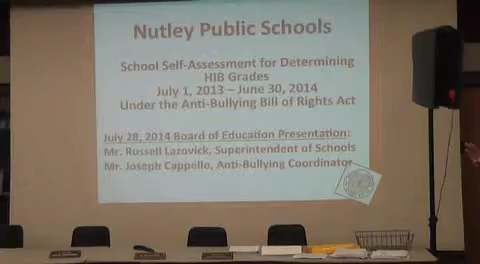 Nutley Public Schools
School Self-Assessment for Determining
HIB Grades
July 1, 2013 – June 30, 2014
Under the Anti-Bullying Bill of Rights Act
July 28, 2014 Board of Education Presentation:
Mr. Russell Lazovick, Superintendent of Schools
Mr. Joseph Cappello, Anti-Bullying Coordinator